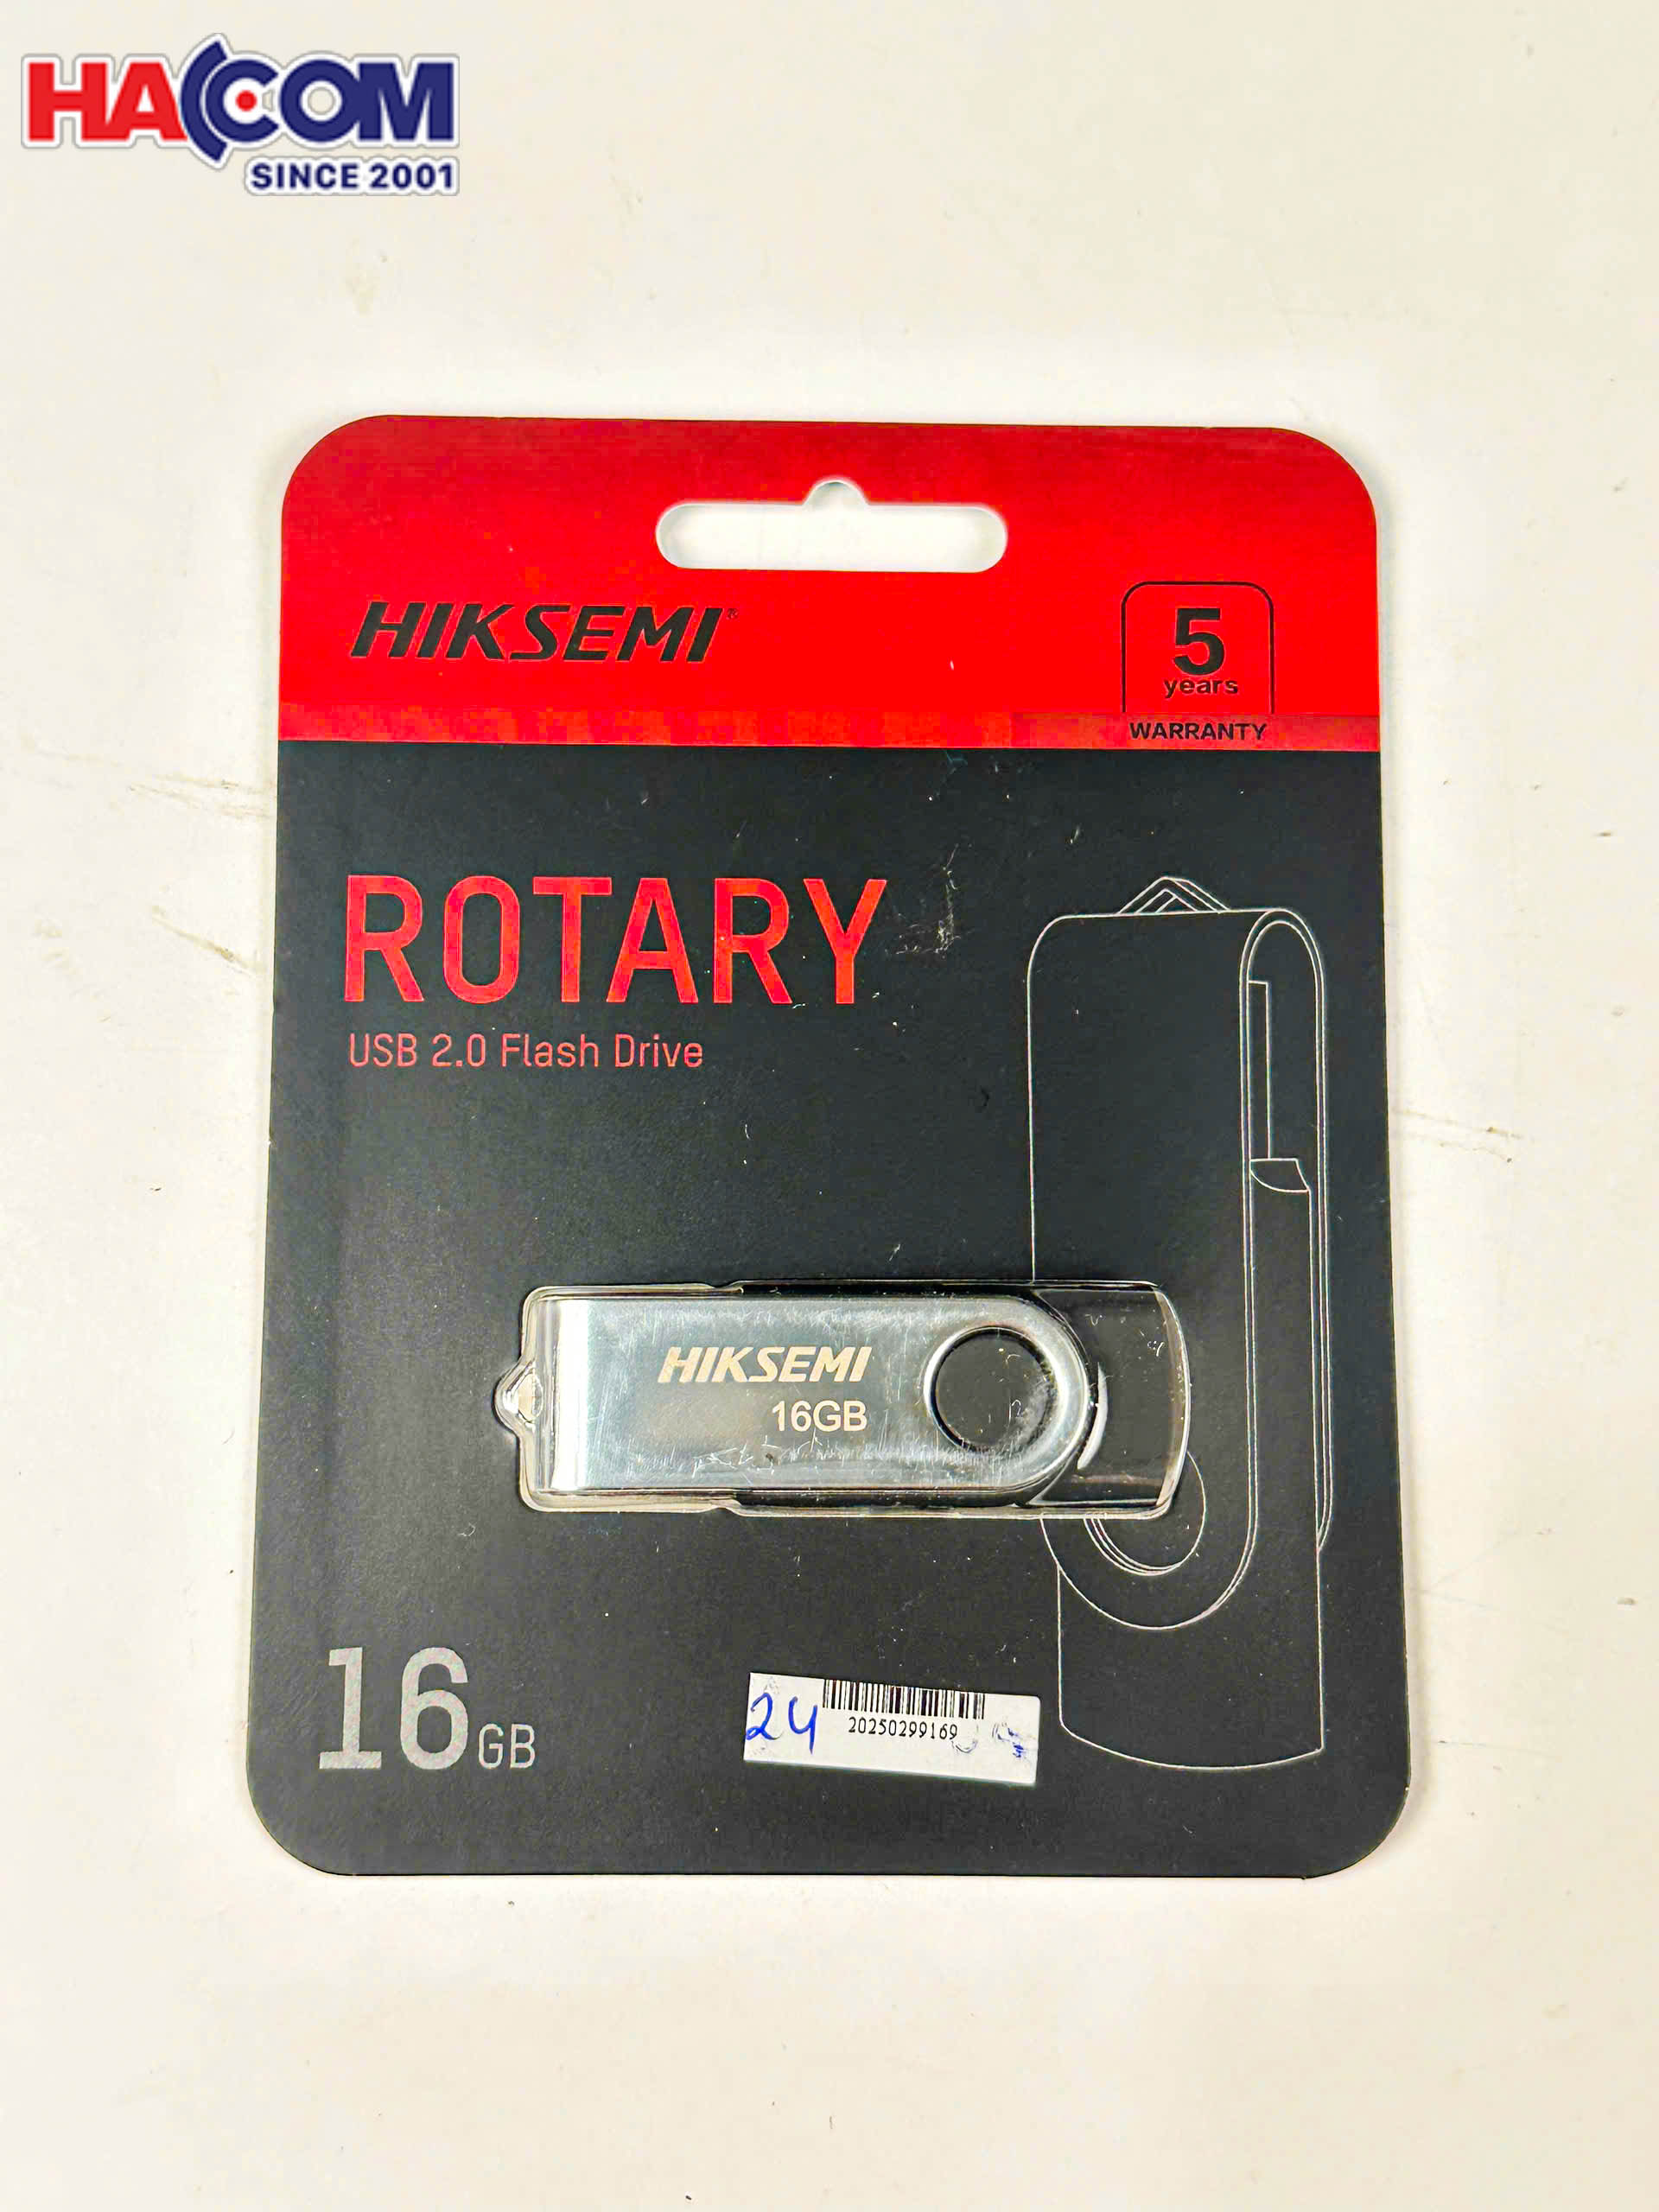 HACOM
SINCE 2001
HIKSEMI®
5
years
WARRANTY
ROTARY
USB 2.0 Flash Drive
HIKSEMI
16GB
16GB
24
20250299169